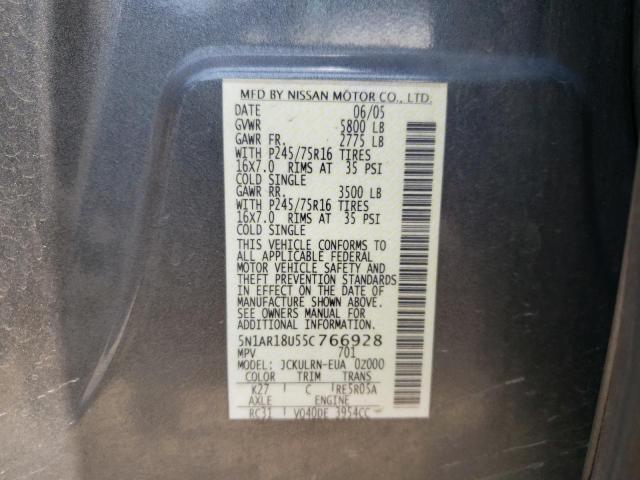 MFD BY NISSAN MOTOR CO., LTD.
DATE 06/05
GVWR 5800 LB
GAWR FR. 2775 LB
WITH P245/75R16 TIRES
16X7.0 RIMS AT 35 PSI
COLD SINGLE
GAWR RR. 3500 LB
WITH P245/75R16 TIRES
16X7.0 RIMS AT 35 PSI
COLD SINGLE
THIS VEHICLE CONFORMS TO
ALL APPLICABLE FEDERAL
MOTOR VEHICLE SAFETY AND
THEFT PREVENTION STANDARDS
IN EFFECT ON THE DATE OF
MANUFACTURE SHOWN ABOVE.
SEE OWNERS MANUAL FOR
ADDITIONAL INFORMATION.
5N1AR18U55C766928
MPV 701
MODEL: JCKULRN-EUA 0Z000
COLOR TRIM TRANS
K27 C RE5R05A
AXLE ENGINE
RC31 VQ40DE 3954CC